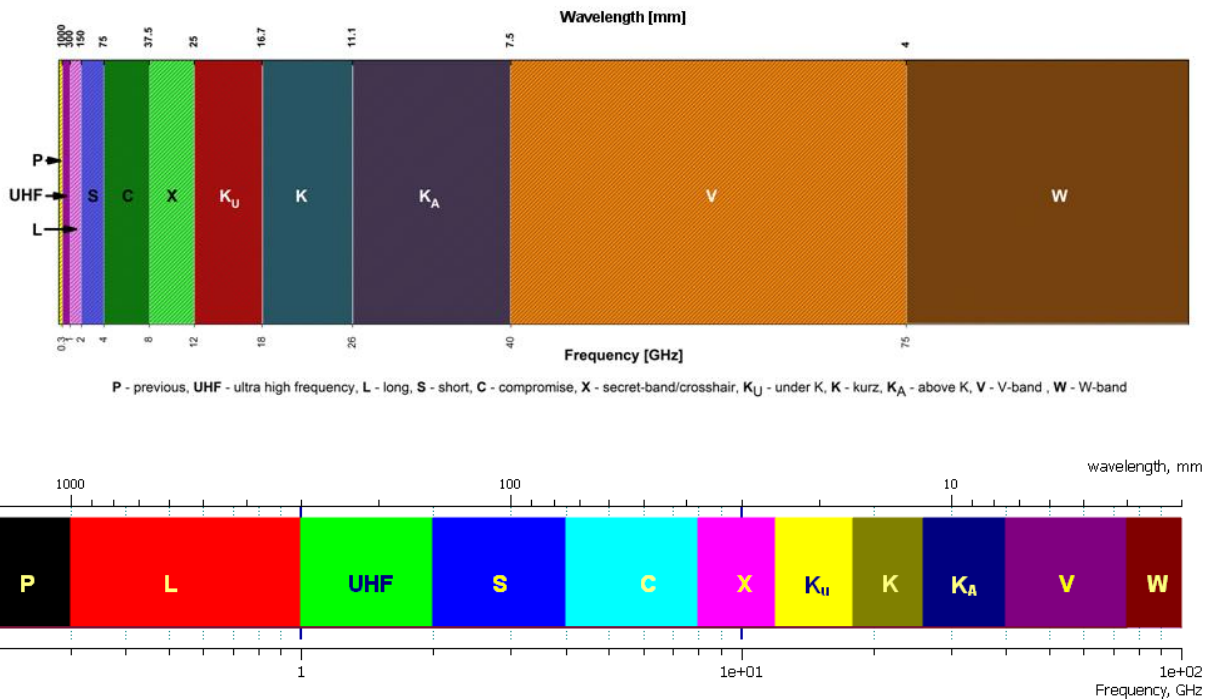 Wavelength [mm]
1000 300 150 75 37.5 25 16.7 11.1 7.5 4
P
UHF
L
S C X KU K KA V W
0.3 1 2 4 8 12 18 26 40 75
Frequency [GHz]
P - previous, UHF - ultra high frequency, L - long, S - short, C - compromise, X - secret-band/crosshair, KU - under K, K - kurz, KA - above K, V - V-band , W - W-band
wavelength, mm
1000 100 10
P L UHF S C X Ku K KA V W
1 1e+01 1e+02
Frequency, GHz